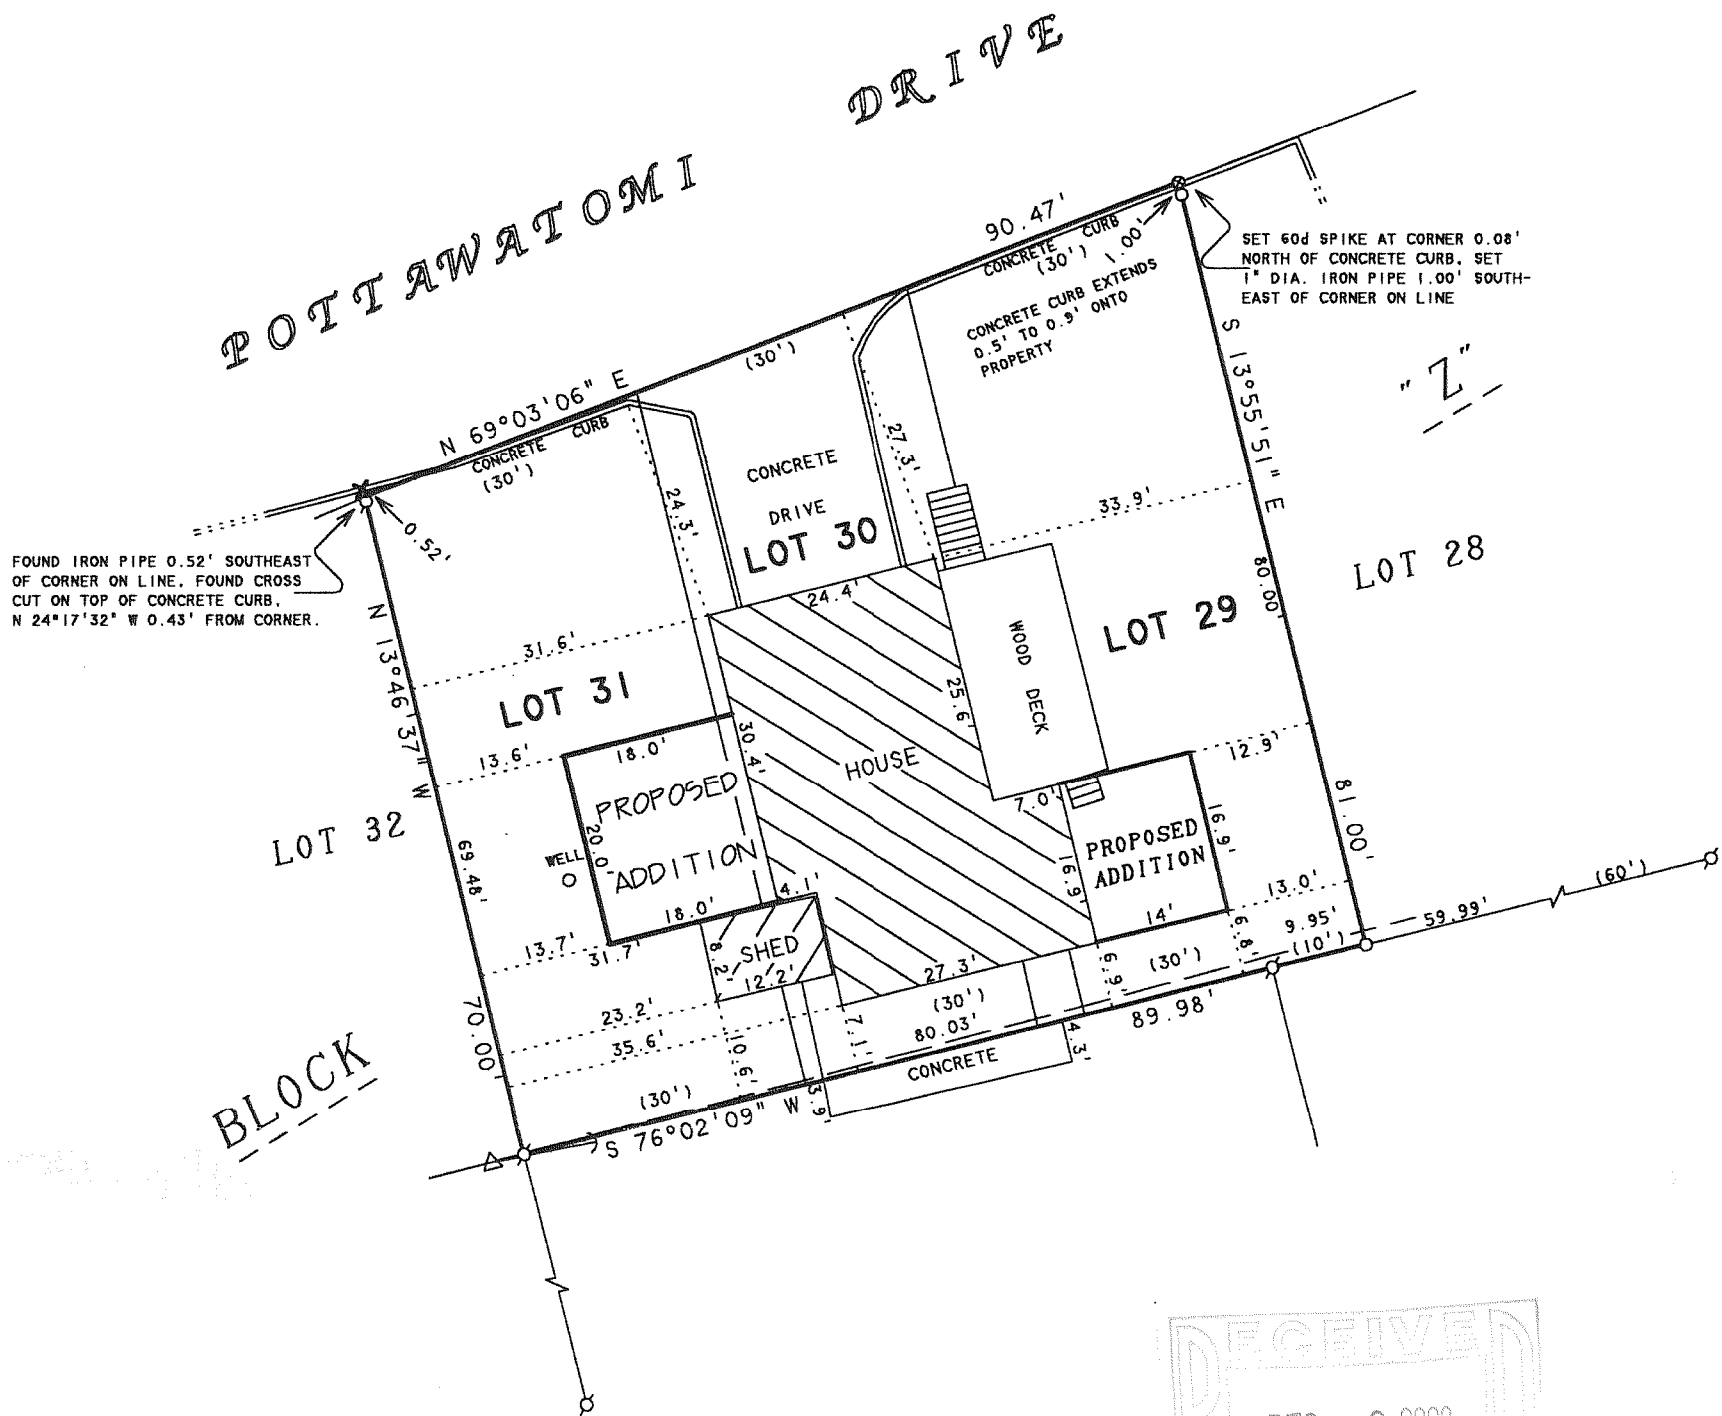 POTTAWATOMI DRIVE
90.47'
CONCRETE CURB
(30')
1.00'
CONCRETE CURB EXTENDS
0.5' TO 0.9' ONTO
PROPERTY
SET 60d SPIKE AT CORNER 0.08'
NORTH OF CONCRETE CURB. SET
1" DIA. IRON PIPE 1.00' SOUTH-
EAST OF CORNER ON LINE
S 13°55'51" E
"Z"
(30')
N 69°03'06" E
CONCRETE CURB
(30')
0.52'
FOUND IRON PIPE 0.52' SOUTHEAST
OF CORNER ON LINE. FOUND CROSS
CUT ON TOP OF CONCRETE CURB,
N 24°17'32" W 0.43' FROM CORNER.
24.3'
CONCRETE
DRIVE
LOT 30
27.3'
33.9'
LOT 28
80.00'
N 13°46'37" W
31.6'
24.4'
LOT 31
WOOD DECK
LOT 29
25.6'
13.6'
18.0'
30.4'
HOUSE
7.0'
12.9'
PROPOSED
ADDITION
20.0'
WELL
LOT 32
69.48'
PROPOSED
ADDITION
16.9'
16.9'
81.00'
4.1'
18.0'
13.7'
31.7'
8.2'
SHED
12.2'
14'
13.0'
6.8'
9.95'
(10')
59.99'
(60')
70.00'
23.2'
35.6'
27.3'
(30')
80.03'
6.9'
(30')
89.98'
10.6'
7.1'
3.9'
4.3'
CONCRETE
(30')
S 76°02'09" W
BLOCK
RECEIVED